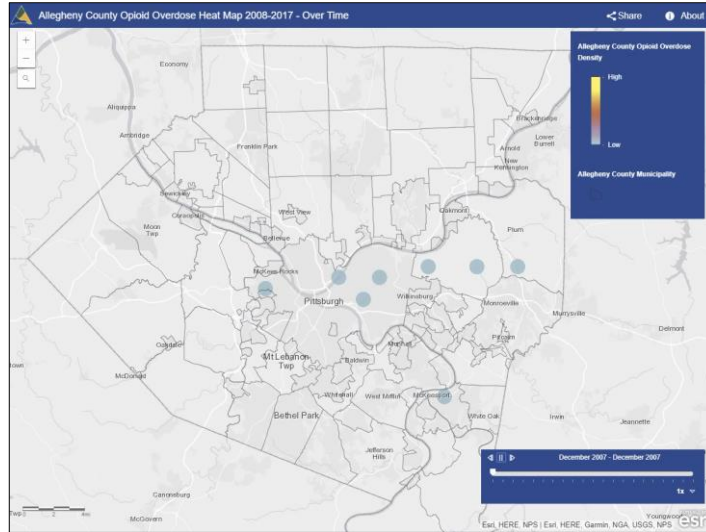 Allegheny County Opioid Overdose Heat Map 2008-2017 - Over Time
Share
About
Allegheny County Opioid Overdose
Density
High
Low
Allegheny County Municipality
Economy
Aliquippa
Ambridge
Franklin Park
Brackenridge
Lower
Burrell
Arnold
New
Kensington
Sewickley
Coraopolis
Moon
Twp
West View
Oakmont
Plum
Bellevue
McKees Rocks
Pittsburgh
Wilkinsburg
Monroeville
Murrysville
Delmont
Oakdale
McDonald
Mt Lebanon
Twp
Munhall
Pitcairn
Baldwin
Whitehall
West Mifflin
McKeesport
Bethel Park
White Oak
Irwin
Jeannette
Jefferson
Hills
Canonsburg
McGovern
December 2007 - December 2007
1x
Esri, HERE, NPS | Esri, HERE, Garmin, NGA, USGS, NPS
esri